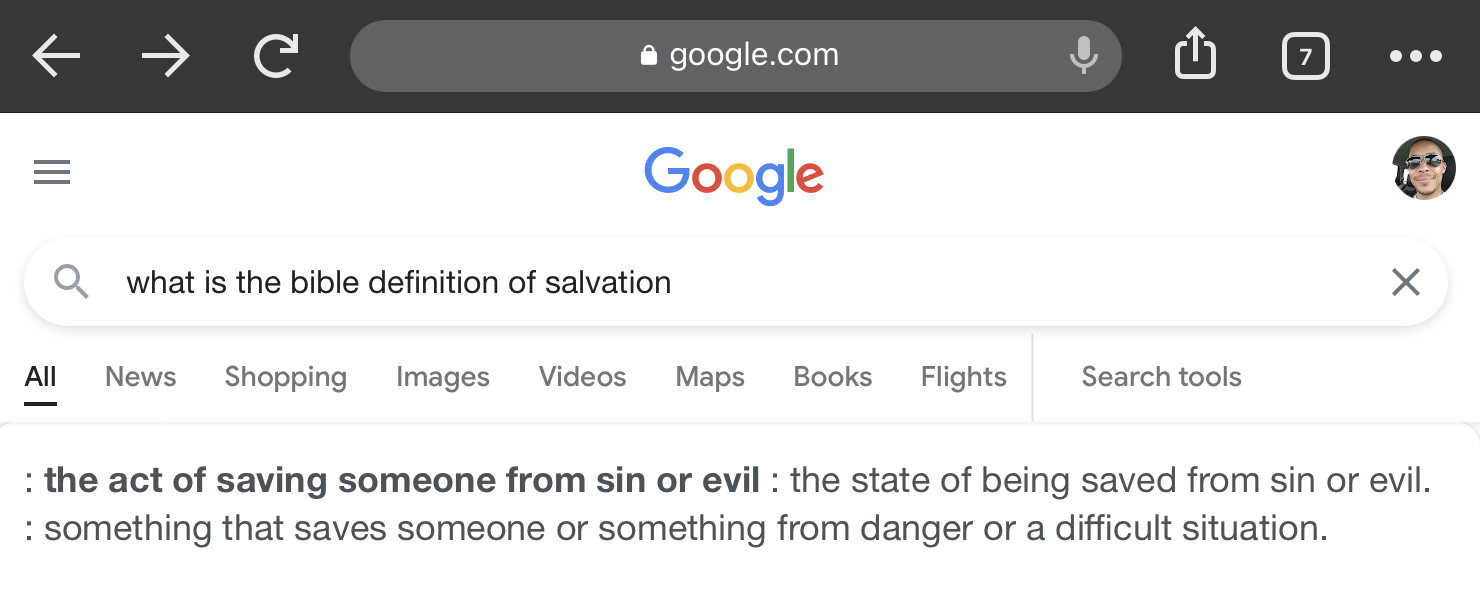 google.com
7
Google
what is the bible definition of salvation
All News Shopping Images Videos Maps Books Flights Search tools
: the act of saving someone from sin or evil : the state of being saved from sin or evil.
: something that saves someone or something from danger or a difficult situation.